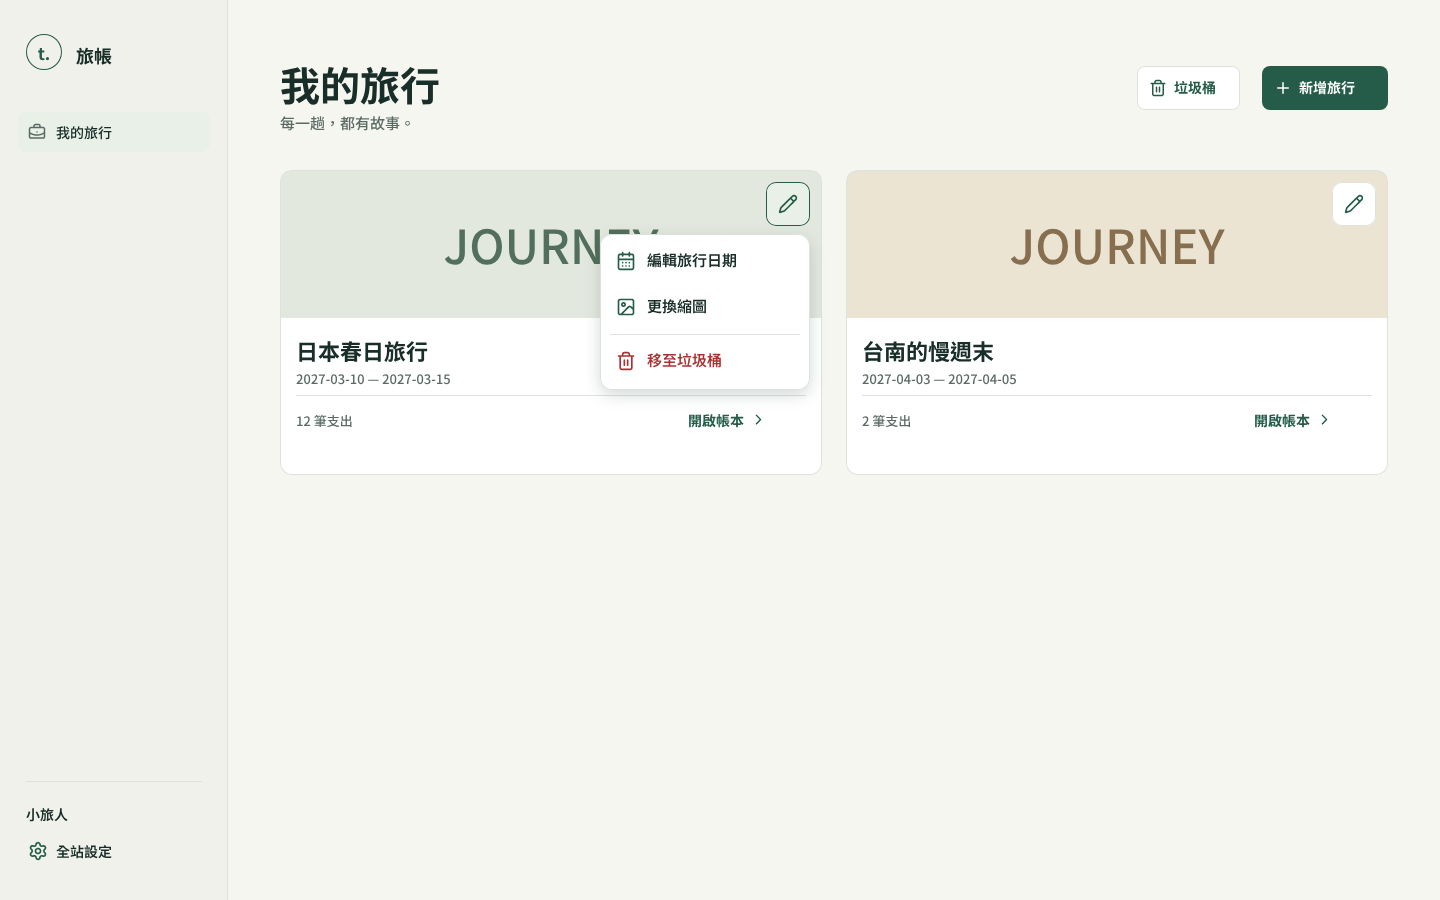 t.
旅帳
我的旅行
小旅人
全站設定
我的旅行
每一趟，都有故事。
垃圾桶
新增旅行
JOURNEY
編輯旅行日期
更換縮圖
移至垃圾桶
日本春日旅行
2027-03-10 — 2027-03-15
12 筆支出
開啟帳本
JOURNEY
台南的慢週末
2027-04-03 — 2027-04-05
2 筆支出
開啟帳本